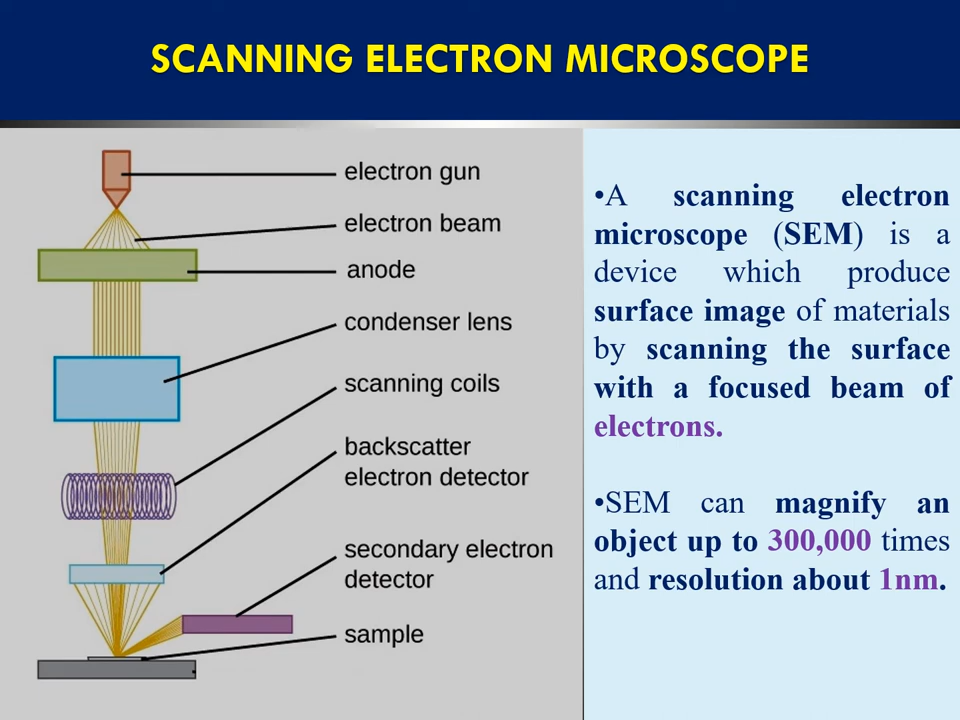 SCANNING ELECTRON MICROSCOPE
electron gun
electron beam
anode
condenser lens
scanning coils
backscatter
electron detector
secondary electron
detector
sample
•A scanning electron
microscope (SEM) is a
device which produce
surface image of materials
by scanning the surface
with a focused beam of
electrons.
•SEM can magnify an
object up to 300,000 times
and resolution about 1nm.